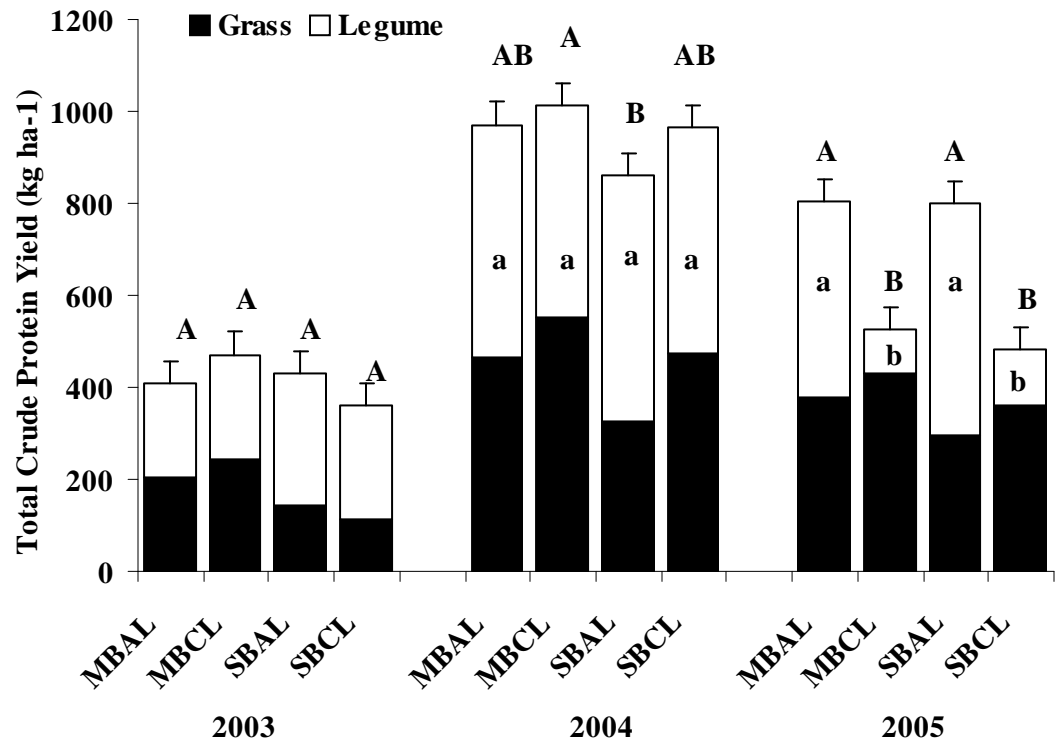 Total Crude Protein Yield (kg ha-1)
1200
1000
800
600
400
200
0
Grass Legume
A A A A
AB A B AB
a a a a
A B A B
a b a b
MBAL MBCL SBAL SBCL MBAL MBCL SBAL SBCL MBAL MBCL SBAL SBCL
2003 2004 2005